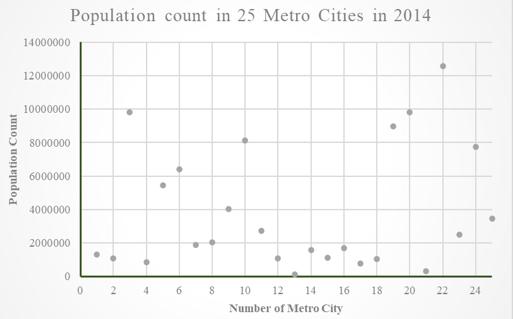 Population count in 25 Metro Cities in 2014
14000000
12000000
10000000
8000000
6000000
4000000
2000000
0
Population Count
0 2 4 6 8 10 12 14 16 18 20 22 24
Number of Metro City